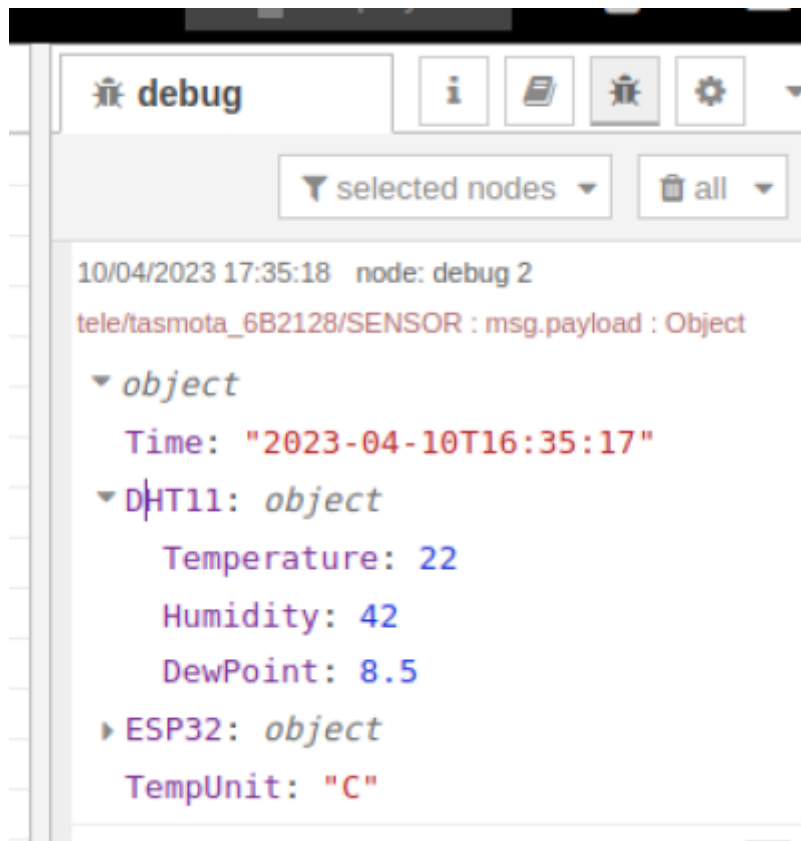 debug
selected nodes
all
10/04/2023 17:35:18 node: debug 2
tele/tasmota_6B2128/SENSOR : msg.payload : Object
object
Time: "2023-04-10T16:35:17"
DHT11: object
Temperature: 22
Humidity: 42
DewPoint: 8.5
ESP32: object
TempUnit: "C"